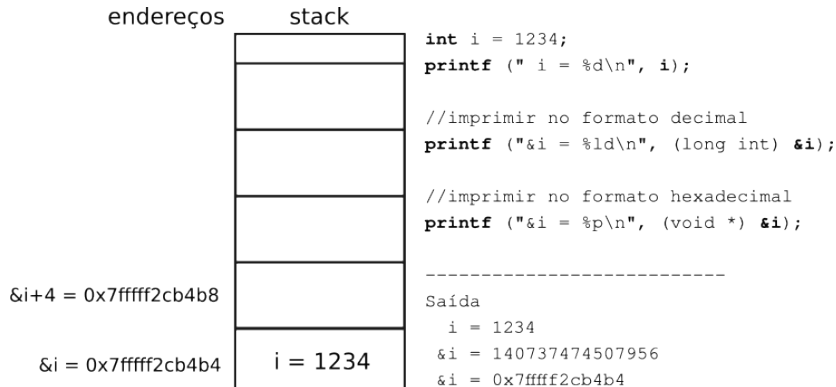 endereços stack
&i+4 = 0x7fffff2cb4b8
&i = 0x7fffff2cb4b4
i = 1234
int i = 1234;
printf (" i = %d\n", i);
//imprimir no formato decimal
printf ("&i = %ld\n", (long int) &i);
//imprimir no formato hexadecimal
printf ("&i = %p\n", (void *) &i);
---------------------------
Saída
i = 1234
&i = 140737474507956
&i = 0x7fffff2cb4b4